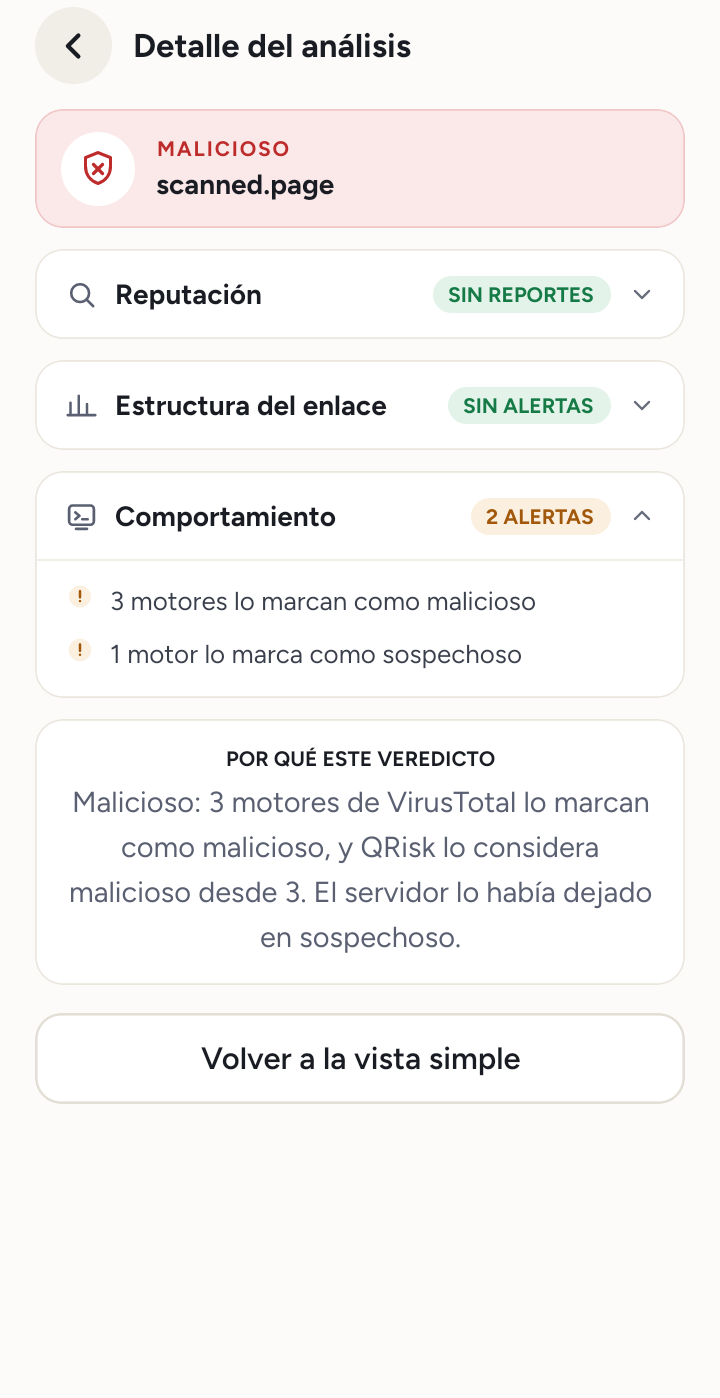 Detalle del análisis
MALICIOSO
scanned.page
Reputación
SIN REPORTES
Estructura del enlace
SIN ALERTAS
Comportamiento
2 ALERTAS
3 motores lo marcan como malicioso
1 motor lo marca como sospechoso
POR QUÉ ESTE VEREDICTO
Malicioso: 3 motores de VirusTotal lo marcan
como malicioso, y QRisk lo considera
malicioso desde 3. El servidor lo había dejado
en sospechoso.
Volver a la vista simple